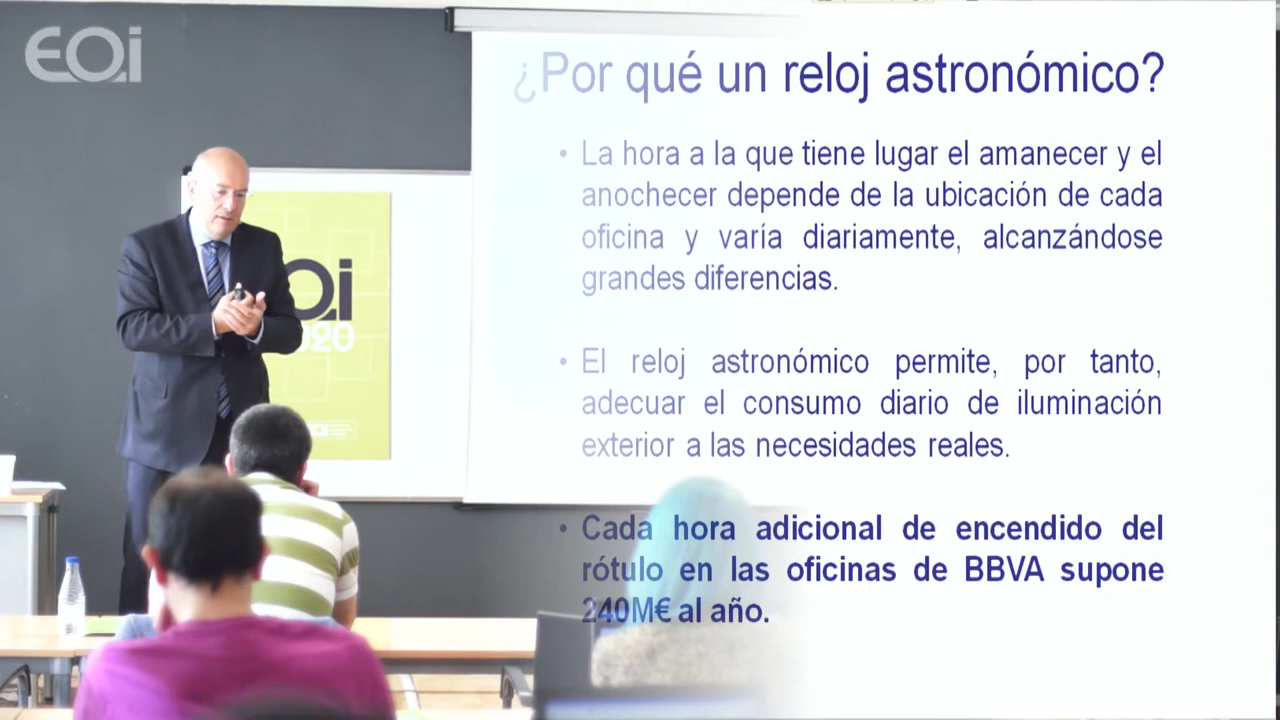 EOi
¿Por qué un reloj astronómico?
• La hora a la que tiene lugar el amanecer y el
anochecer depende de la ubicación de cada
oficina y varía diariamente, alcanzándose
grandes diferencias.
• El reloj astronómico permite, por tanto,
adecuar el consumo diario de iluminación
exterior a las necesidades reales.
• Cada hora adicional de encendido del
rótulo en las oficinas de BBVA supone
240M€ al año.
Oi
020
EOi